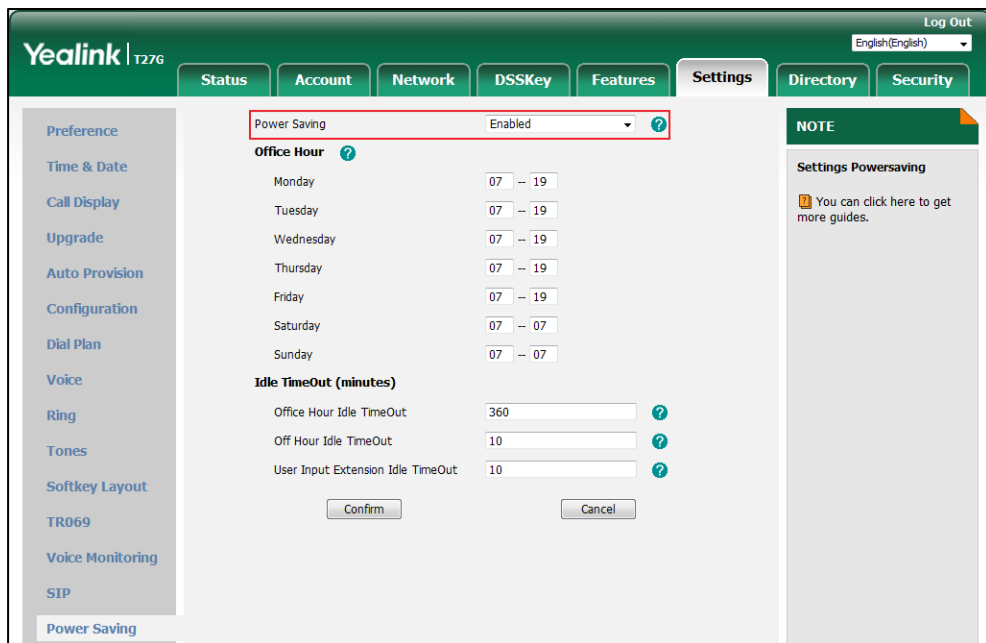 Log Out
Yealink T27G
English(English)
Status Account Network DSSKey Features Settings Directory Security
Preference
Time & Date
Call Display
Upgrade
Auto Provision
Configuration
Dial Plan
Voice
Ring
Tones
Softkey Layout
TR069
Voice Monitoring
SIP
Power Saving
Power Saving Enabled ?
Office Hour ?
Monday 07 -- 19
Tuesday 07 -- 19
Wednesday 07 -- 19
Thursday 07 -- 19
Friday 07 -- 19
Saturday 07 -- 07
Sunday 07 -- 07
Idle TimeOut (minutes)
Office Hour Idle TimeOut 360 ?
Off Hour Idle TimeOut 10 ?
User Input Extension Idle TimeOut 10 ?
Confirm Cancel
NOTE
Settings Powersaving
? You can click here to get
more guides.